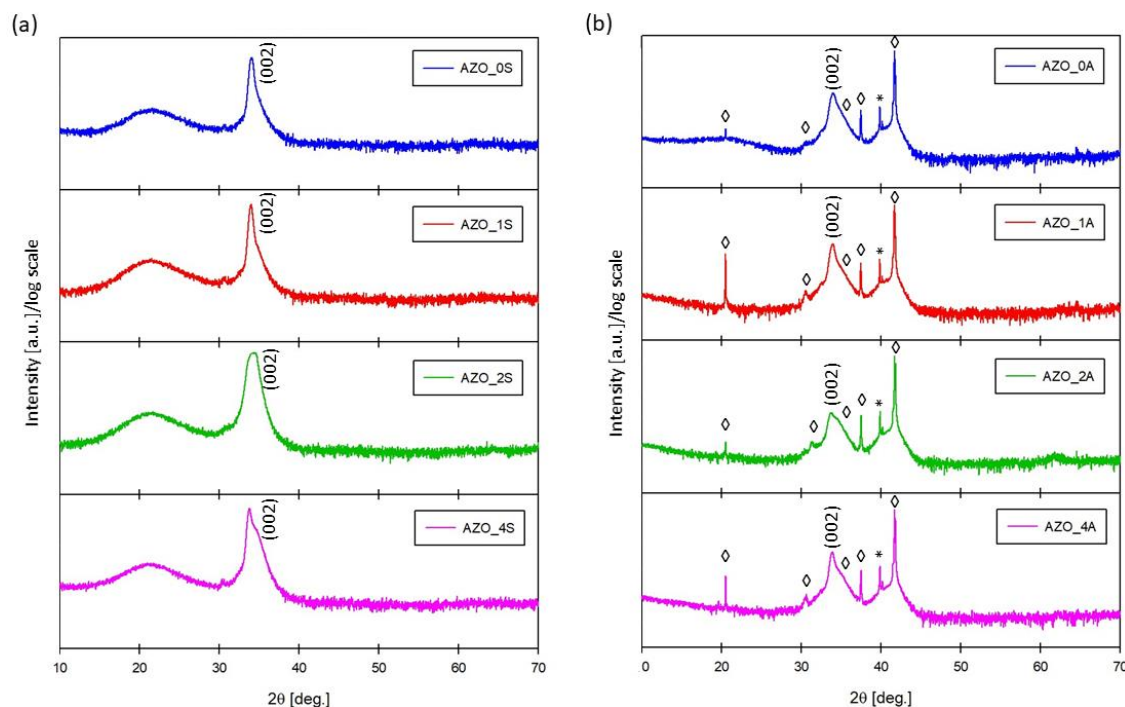 (a)
AZO_0S
(002)
AZO_1S
(002)
AZO_2S
(002)
AZO_4S
(002)
Intensity [a.u.]/log scale
10 20 30 40 50 60 70
2θ [deg.]
(b)
AZO_0A
◊ ◊ (002) ◊ ◊ * ◊
AZO_1A
◊ ◊ (002) ◊ ◊ * ◊
AZO_2A
◊ ◊ (002) ◊ ◊ * ◊
AZO_4A
◊ ◊ (002) ◊ ◊ * ◊
Intensity [a.u.]/log scale
0 20 30 40 50 60 70
2θ [deg.]